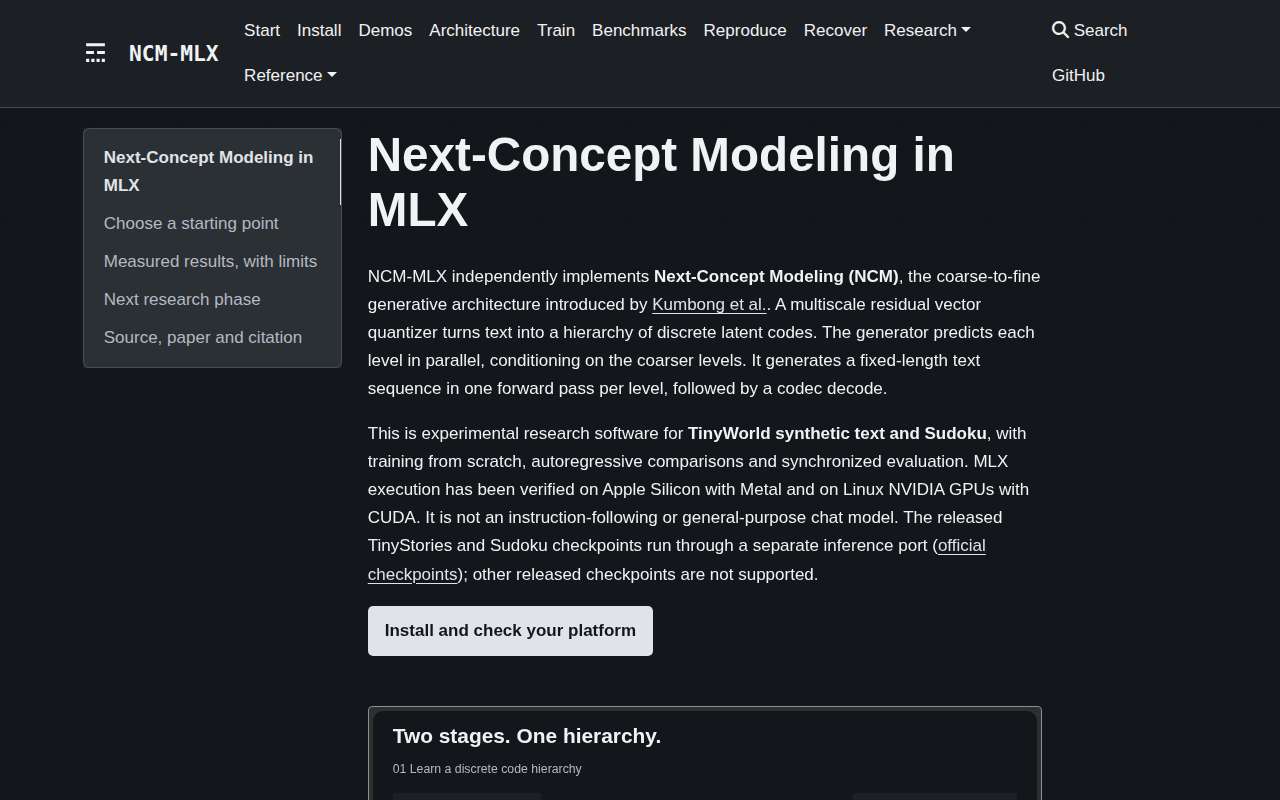 NCM-MLX
Start Install Demos Architecture Train Benchmarks Reproduce Recover Research
Reference
Search
GitHub
Next-Concept Modeling in
MLX
Choose a starting point
Measured results, with limits
Next research phase
Source, paper and citation
Next-Concept Modeling in
MLX
NCM-MLX independently implements Next-Concept Modeling (NCM), the coarse-to-fine
generative architecture introduced by Kumbong et al.. A multiscale residual vector
quantizer turns text into a hierarchy of discrete latent codes. The generator predicts each
level in parallel, conditioning on the coarser levels. It generates a fixed-length text
sequence in one forward pass per level, followed by a codec decode.
This is experimental research software for TinyWorld synthetic text and Sudoku, with
training from scratch, autoregressive comparisons and synchronized evaluation. MLX
execution has been verified on Apple Silicon with Metal and on Linux NVIDIA GPUs with
CUDA. It is not an instruction-following or general-purpose chat model. The released
TinyStories and Sudoku checkpoints run through a separate inference port (official
checkpoints); other released checkpoints are not supported.
Install and check your platform
Two stages. One hierarchy.
01 Learn a discrete code hierarchy